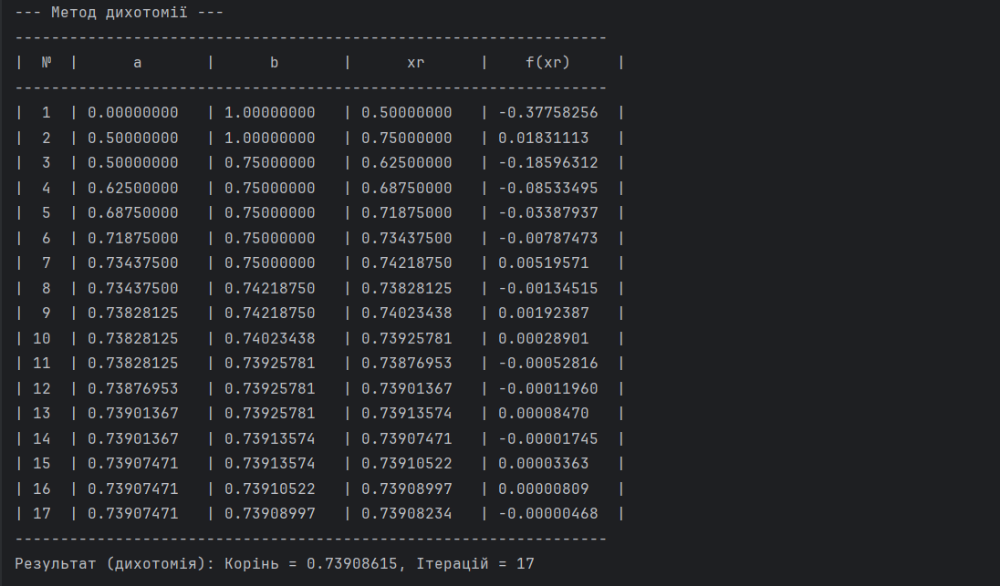 --- Метод дихотомії ---
-----------------------------------------------------------------
|  №  |      a       |      b       |      xr      |    f(xr)     |
-----------------------------------------------------------------
|  1  | 0.00000000   | 1.00000000   | 0.50000000   | -0.37758256  |
|  2  | 0.50000000   | 1.00000000   | 0.75000000   | 0.01831113   |
|  3  | 0.50000000   | 0.75000000   | 0.62500000   | -0.18596312  |
|  4  | 0.62500000   | 0.75000000   | 0.68750000   | -0.08533495  |
|  5  | 0.68750000   | 0.75000000   | 0.71875000   | -0.03387937  |
|  6  | 0.71875000   | 0.75000000   | 0.73437500   | -0.00787473  |
|  7  | 0.73437500   | 0.75000000   | 0.74218750   | 0.00519571   |
|  8  | 0.73437500   | 0.74218750   | 0.73828125   | -0.00134515  |
|  9  | 0.73828125   | 0.74218750   | 0.74023438   | 0.00192387   |
| 10  | 0.73828125   | 0.74023438   | 0.73925781   | 0.00028901   |
| 11  | 0.73828125   | 0.73925781   | 0.73876953   | -0.00052816  |
| 12  | 0.73876953   | 0.73925781   | 0.73901367   | -0.00011960  |
| 13  | 0.73901367   | 0.73925781   | 0.73913574   | 0.00008470   |
| 14  | 0.73901367   | 0.73913574   | 0.73907471   | -0.00001745  |
| 15  | 0.73907471   | 0.73913574   | 0.73910522   | 0.00003363   |
| 16  | 0.73907471   | 0.73910522   | 0.73908997   | 0.00000809   |
| 17  | 0.73907471   | 0.73908997   | 0.73908234   | -0.00000468  |
-----------------------------------------------------------------
Результат (дихотомія): Корінь = 0.73908615, Ітерацій = 17